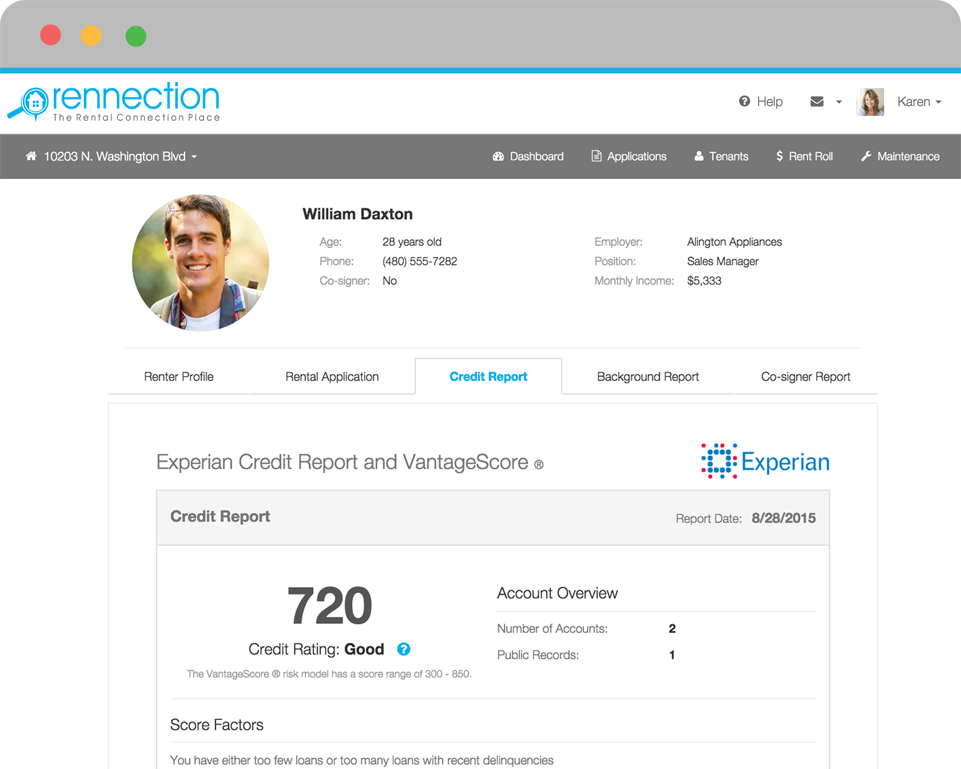 rennection
The Rental Connection Place
Help
Karen
10203 N. Washington Blvd
Dashboard
Applications
Tenants
$ Rent Roll
Maintenance
William Daxton
Age: 28 years old
Phone: (480) 555-7282
Co-signer: No
Employer: Alington Appliances
Position: Sales Manager
Monthly Income: $5,333
Renter Profile
Rental Application
Credit Report
Background Report
Co-signer Report
Experian Credit Report and VantageScore ®
Experian
Credit Report
Report Date: 8/28/2015
720
Credit Rating: Good ?
The VantageScore ® risk model has a score range of 300 - 850.
Account Overview
Number of Accounts: 2
Public Records: 1
Score Factors
You have either too few loans or too many loans with recent delinquencies